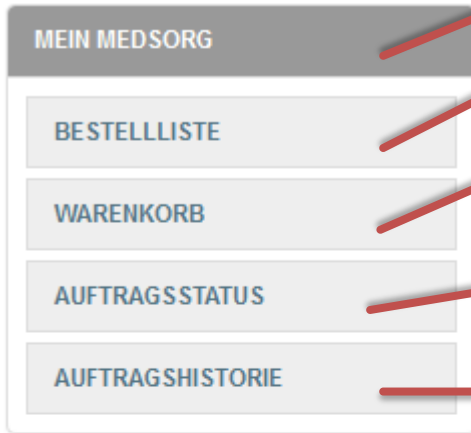 MEIN MEDSORG
BESTELLLISTE
WARENKORB
AUFTRAGSSTATUS
AUFTRAGSHISTORIE